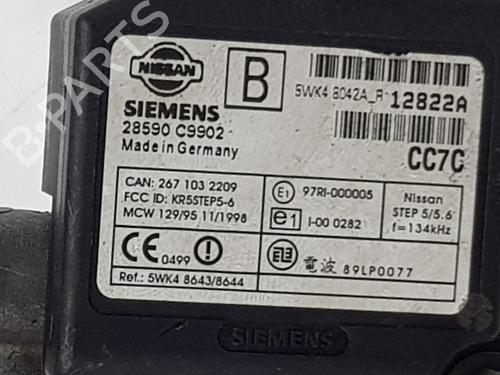 B-PARTS
NISSAN
B
5WK4 8042A_R 12822A
SIEMENS
28590 C9902
Made in Germany
CC7C
CAN: 267 103 2209
FCC ID: KR5STEP5-6
MCW 129/95 11/1998
E1 97RI-000005
e1 I-00 0282
Nissan
STEP 5/5.6
f=134kHz
CE 0499 !
Ref.: 5WK4 8643/8644
電波 89LP0077
SIEMENS